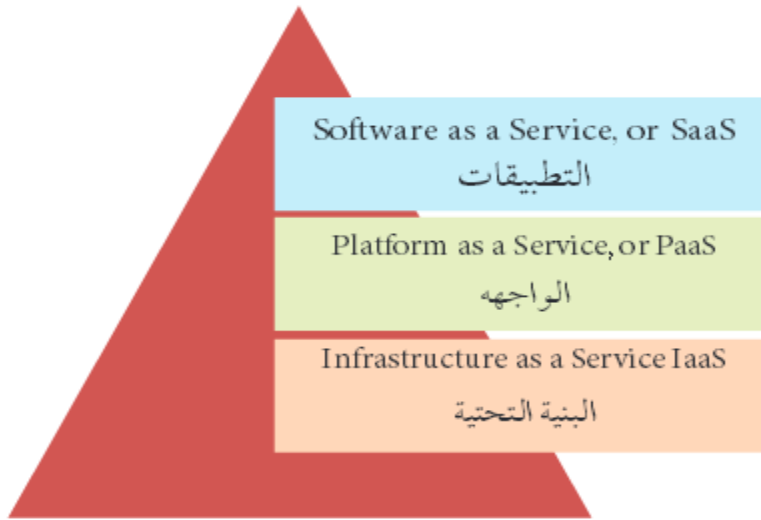 Software as a Service, or SaaS
التطبيقات
Platform as a Service, or PaaS
الواجهه
Infrastructure as a Service IaaS
البنية التحتية